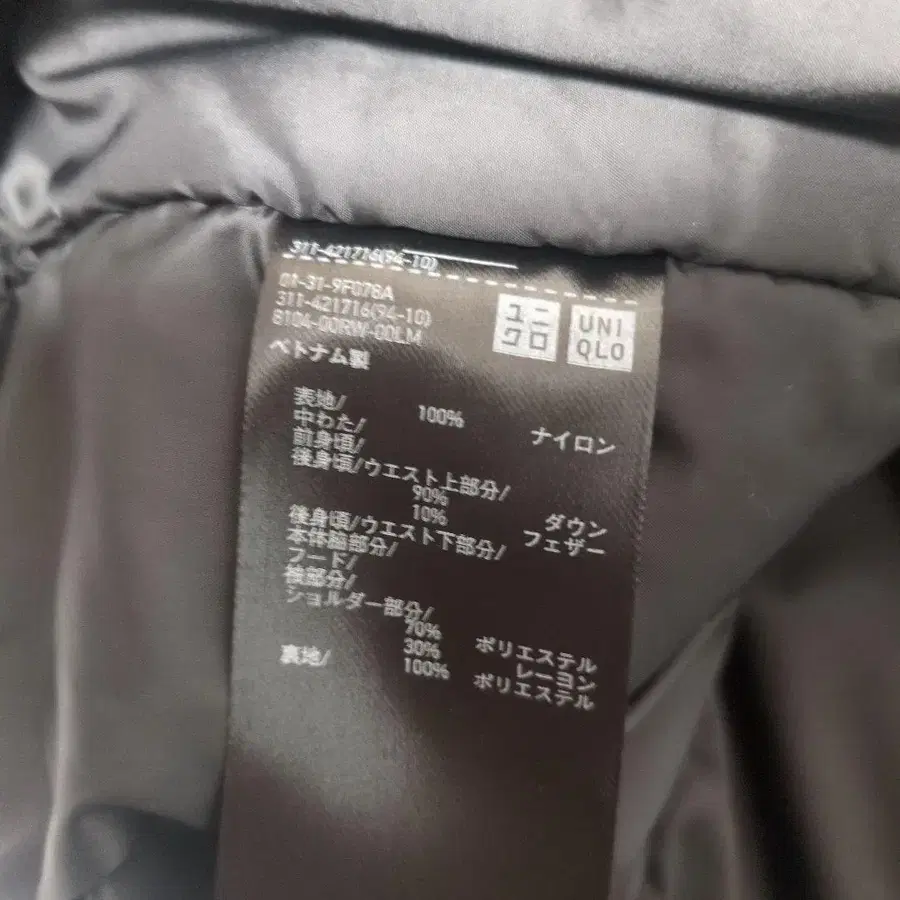 311-421716(94-10)
01-31-9F078A
311-421716(94-10)
8104-00RW-00LM
ユニ
クロ
UNI
QLO
ベトナム製
表地/
100% ナイロン
中わた/
前身頃/
後身頃/ウエスト上部分/
90% ダウン
10% フェザー
後身頃/ウエスト下部分/
本体脇部分/
フード/
ショルダー部分/
70% ポリエステル
30% レーヨン
裏地/ 100% ポリエステル